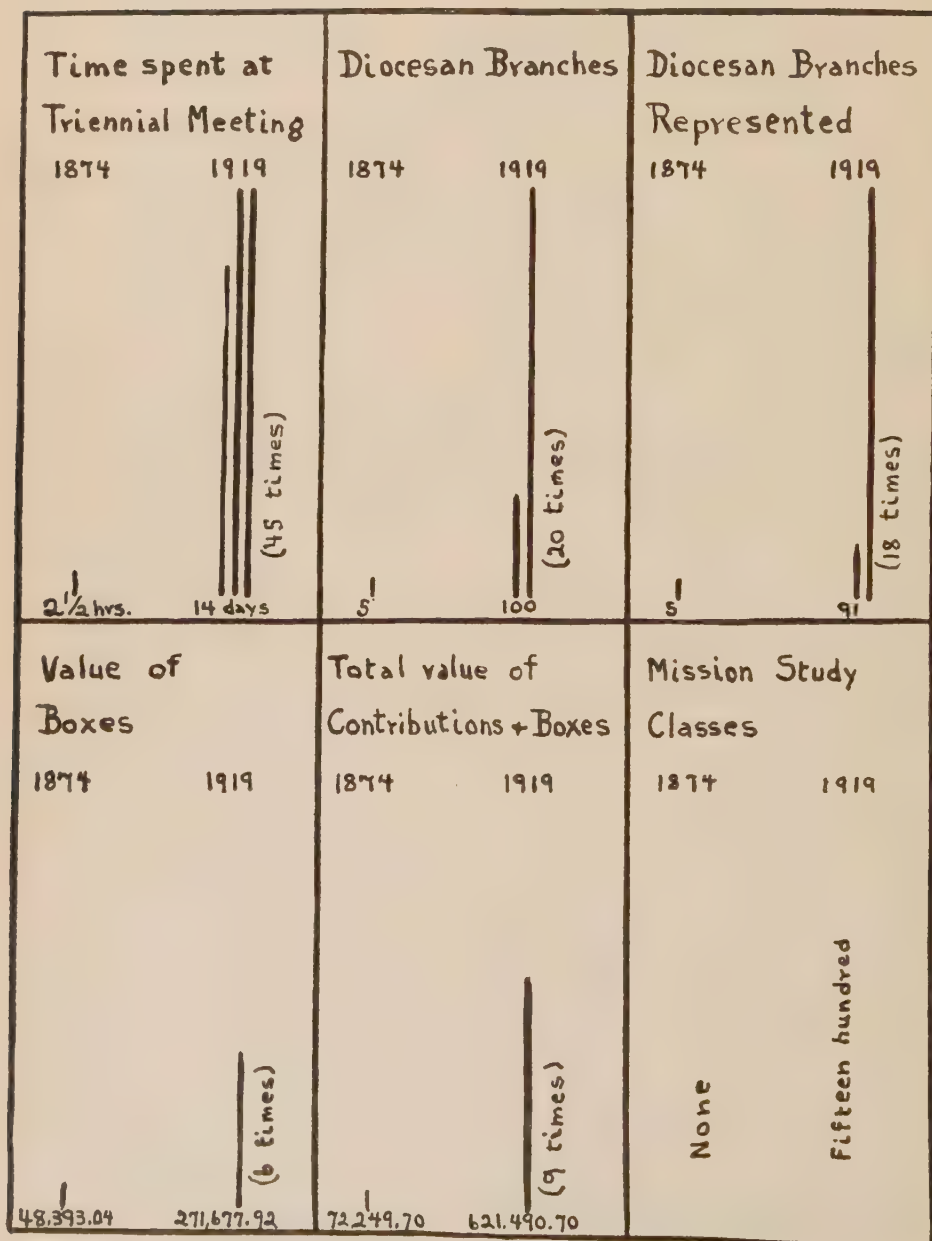 Time spent at
Triennial Meeting
1874 1919
(45 times)
2 1/2 hrs. 14 days
Diocesan Branches
1874 1919
(20 times)
5 100
Diocesan Branches
Represented
1874 1919
(18 times)
5 91
Value of
Boxes
1874 1919
(6 times)
48,393.04 271,677.92
Total value of
Contributions + Boxes
1874 1919
(9 times)
72,249.70 621,490.70
Mission Study
Classes
1874 1919
None
Fifteen hundred